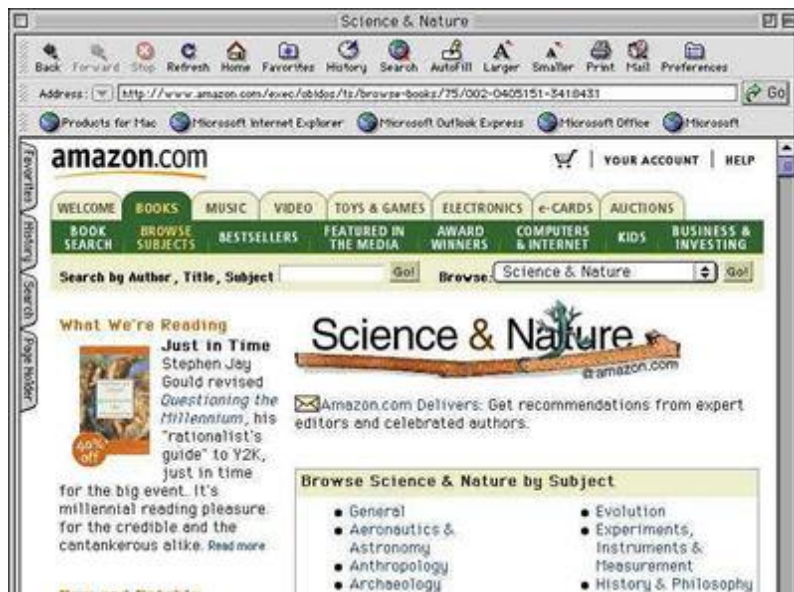 Science & Nature
Back Forward Stop Refresh Home Favorites History Search AutoFill Larger Smaller Print Mail Preferences
Address: http://www.amazon.com/exec/obidos/ts/browse-books/75/002-0405151-3418431 Go
Products for Mac Microsoft Internet Explorer Microsoft Outlook Express Microsoft Office Microsoft
Favorites
History
Search
Page Holder
amazon.com YOUR ACCOUNT | HELP
WELCOME BOOKS MUSIC VIDEO TOYS & GAMES ELECTRONICS e-CARDS AUCTIONS
BOOK SEARCH BROWSE SUBJECTS BESTSELLERS FEATURED IN THE MEDIA AWARD WINNERS COMPUTERS & INTERNET KIDS BUSINESS & INVESTING
Search by Author, Title, Subject Go! Browse: Science & Nature Go!
What We're Reading
Just in Time
Stephen Jay
Gould revised
Questioning the
Millennium, his
"rationalist's
guide" to Y2K,
just in time
for the big event. It's
millennial reading pleasure
for the credible and the
cantankerous alike. Read more
40% off
Science & Nature
@amazon.com
Amazon.com Delivers: Get recommendations from expert
editors and celebrated authors.
Browse Science & Nature by Subject
• General
• Aeronautics &
Astronomy
• Anthropology
• Archaeology
• Evolution
• Experiments,
Instruments &
Measurement
• History & Philosophy